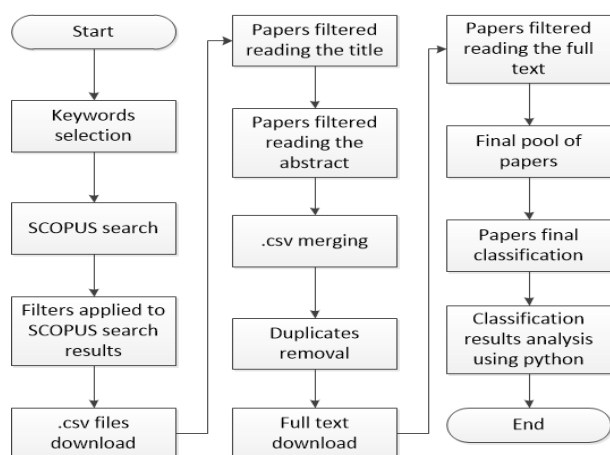 Start
Keywords
selection
SCOPUS search
Filters applied to
SCOPUS search
results
.csv files
download
Papers filtered
reading the title
Papers filtered
reading the
abstract
.csv merging
Duplicates
removal
Full text
download
Papers filtered
reading the full
text
Final pool of
papers
Papers final
classification
Classification
results analysis
using python
End